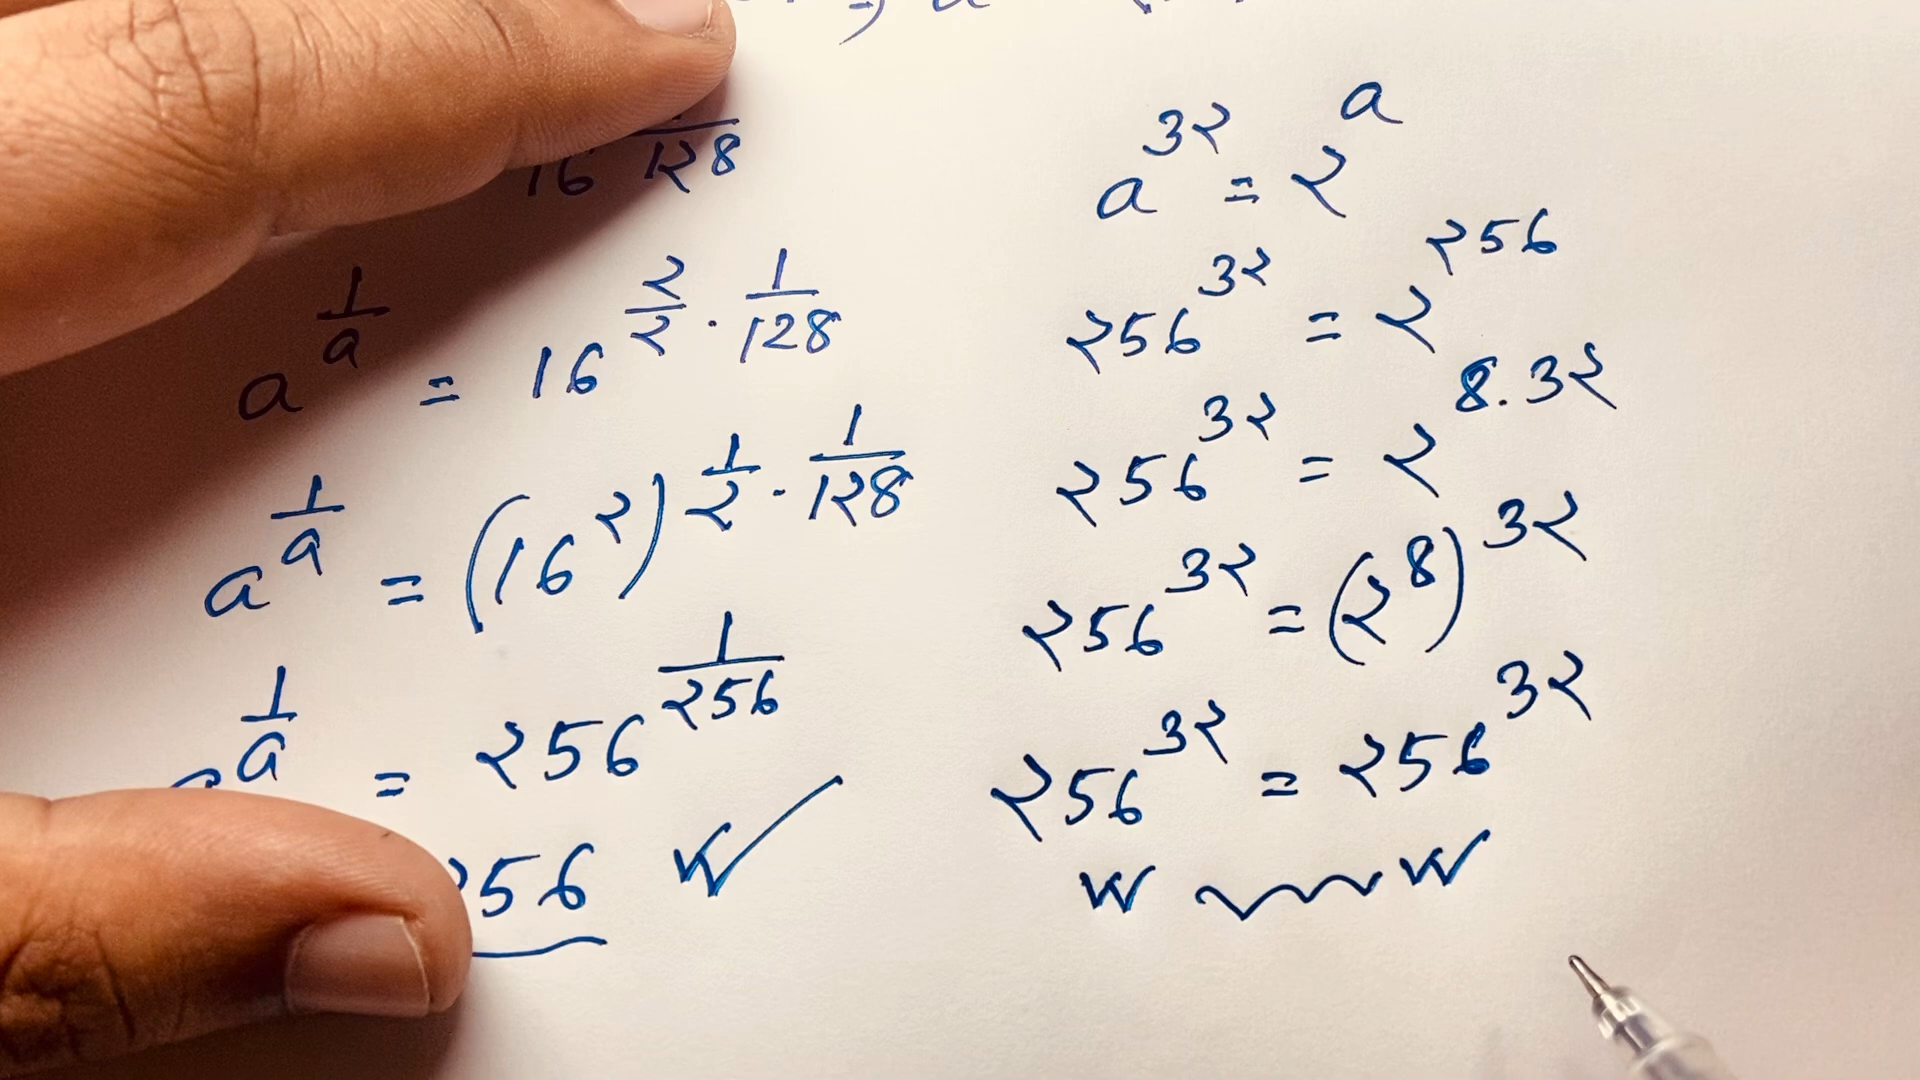 16^(1/128)
a^(1/a) = 16^(2/2 · 1/128)
a^(1/a) = (16^2)^(1/2 · 1/128)
a^(1/a) = 256^(1/256)
256
a^32 = 2^a
256^32 = 2^256
256^32 = 2^(8.32)
256^32 = (2^8)^32
256^32 = 256^32